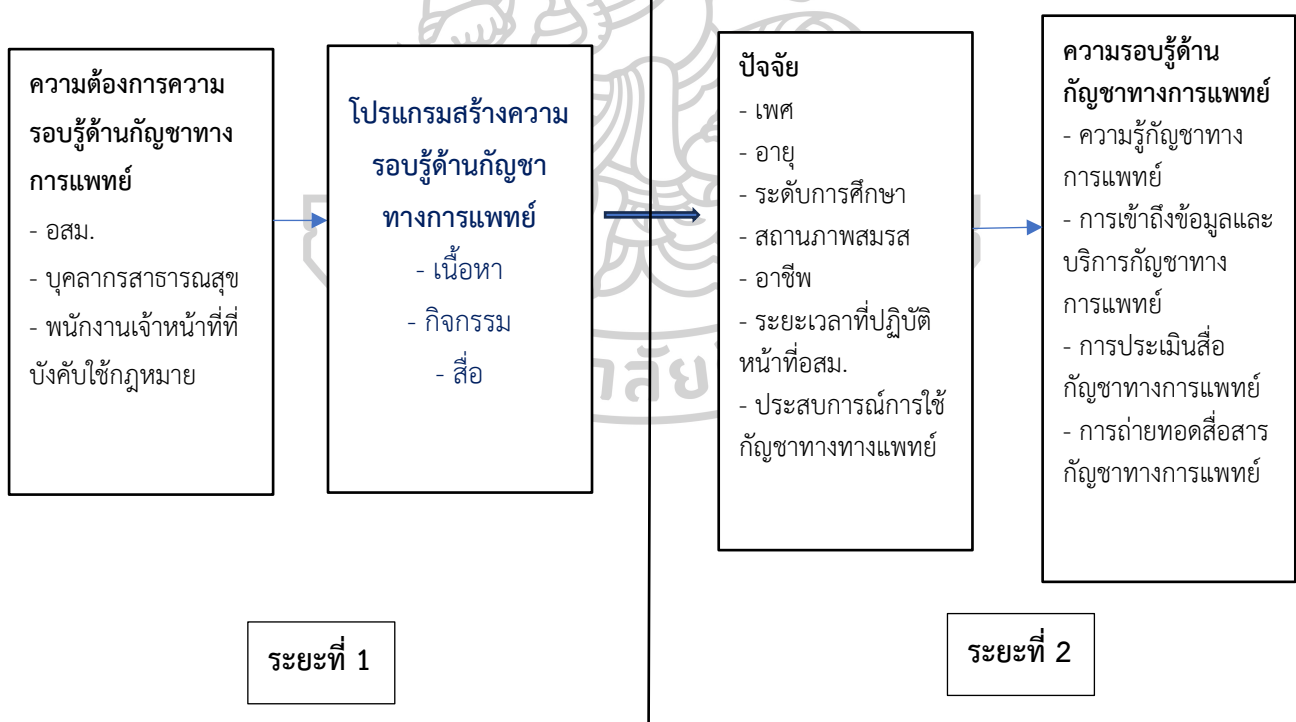 ความต้องการความ
รอบรู้ด้านกัญชาทาง
การแพทย์
- อสม.
- บุคลากรสาธารณสุข
- พนักงานเจ้าหน้าที่ที่
บังคับใช้กฎหมาย
โปรแกรมสร้างความ
รอบรู้ด้านกัญชา
ทางการแพทย์
- เนื้อหา
- กิจกรรม
- สื่อ
ปัจจัย
- เพศ
- อายุ
- ระดับการศึกษา
- สถานภาพสมรส
- อาชีพ
- ระยะเวลาที่ปฏิบัติ
หน้าที่อสม.
- ประสบการณ์การใช้
กัญชาทางทางแพทย์
ความรอบรู้ด้าน
กัญชาทางการแพทย์
- ความรู้กัญชาทาง
การแพทย์
- การเข้าถึงข้อมูลและ
บริการกัญชาทาง
การแพทย์
- การประเมินสื่อ
กัญชาทางการแพทย์
- การถ่ายทอดสื่อสาร
กัญชาทางการแพทย์
ระยะที่ 1
ระยะที่ 2